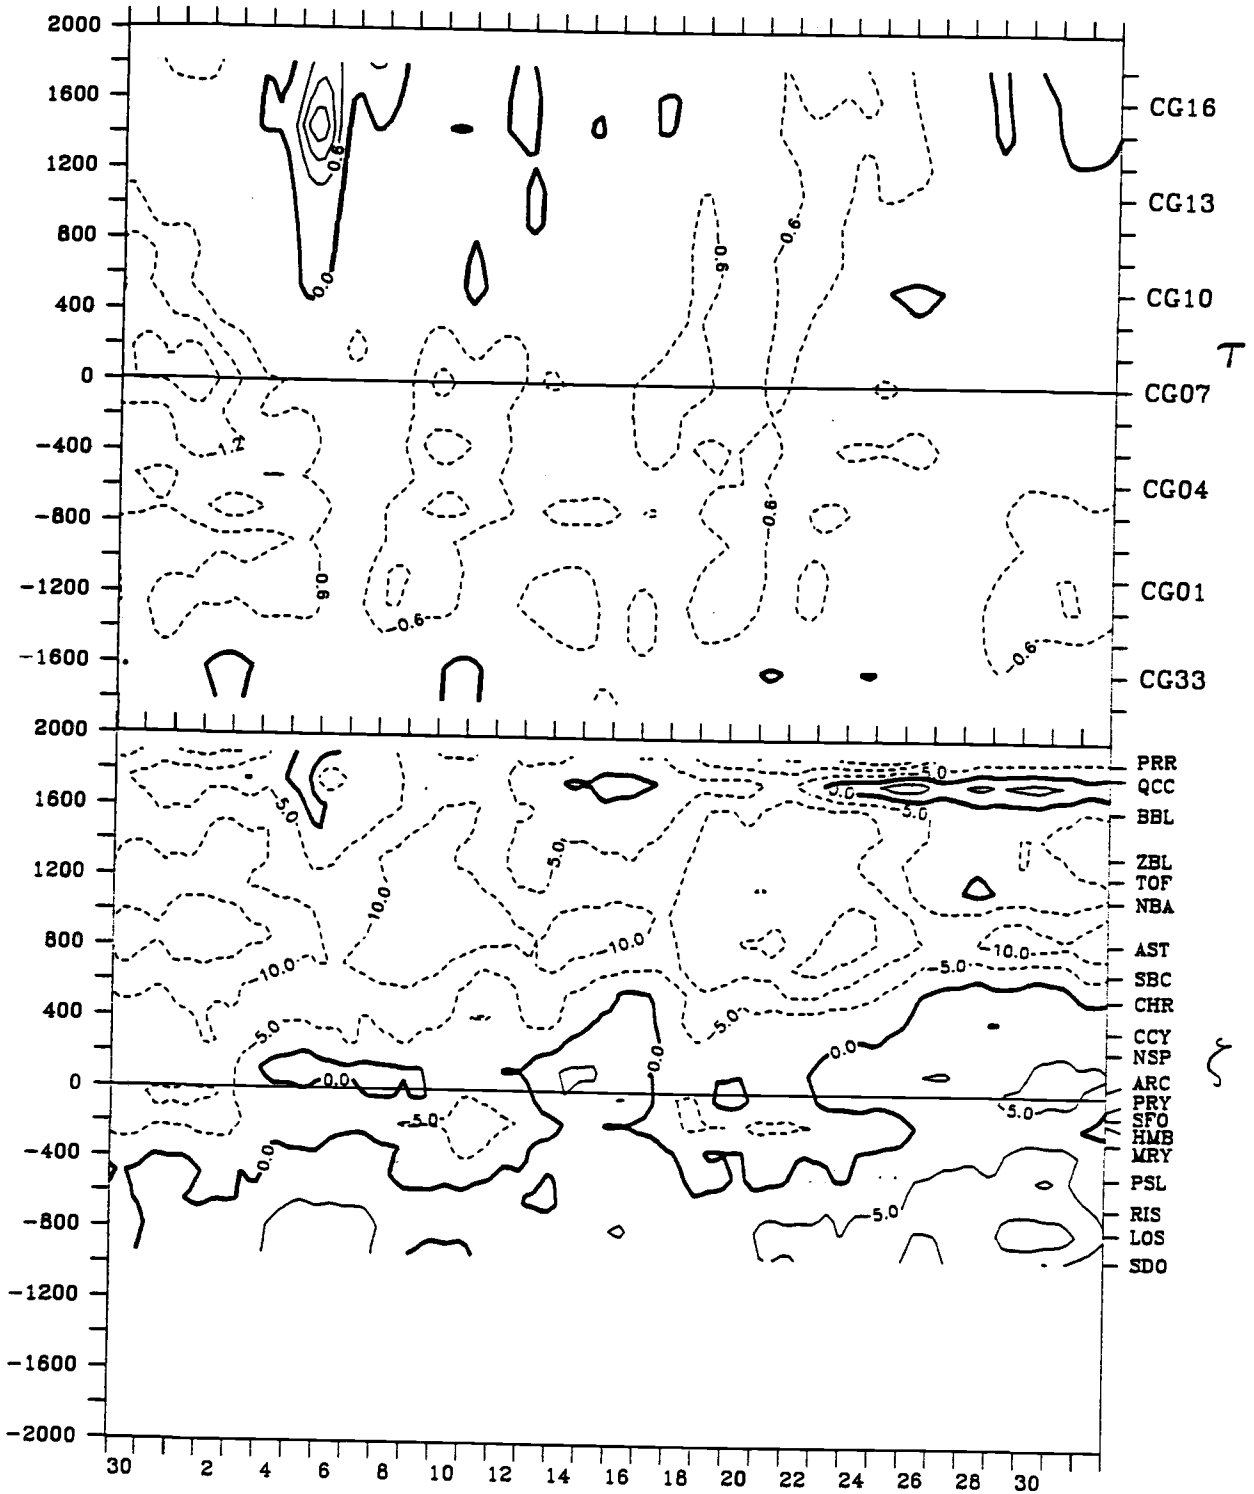 2000
1600
1200
800
400
0
-400
-800
-1200
-1600
2000
1600
1200
800
400
0
-400
-800
-1200
-1600
-2000
CG16
CG13
CG10
CG07
CG04
CG01
CG33
τ
0.6
0.0
-0.6
0.6
-1.2
0.6
-0.6
0.6
-0.6
PRR
QCC
BBL
ZBL
TOF
NBA
AST
SBC
CHR
CCY
NSP
ARC
PRY
SFO
HMB
MRY
PSL
RIS
LOS
SDO
ζ
-5.0
5.0
0.0
-5.0
5.0
10.0
-10.0
-10.0
-10.0
-5.0
-5.0
-5.0
0.0
0.0
0.0
5.0
-5.0
0.0
5.0
30 2 4 6 8 10 12 14 16 18 20 22 24 26 28 30